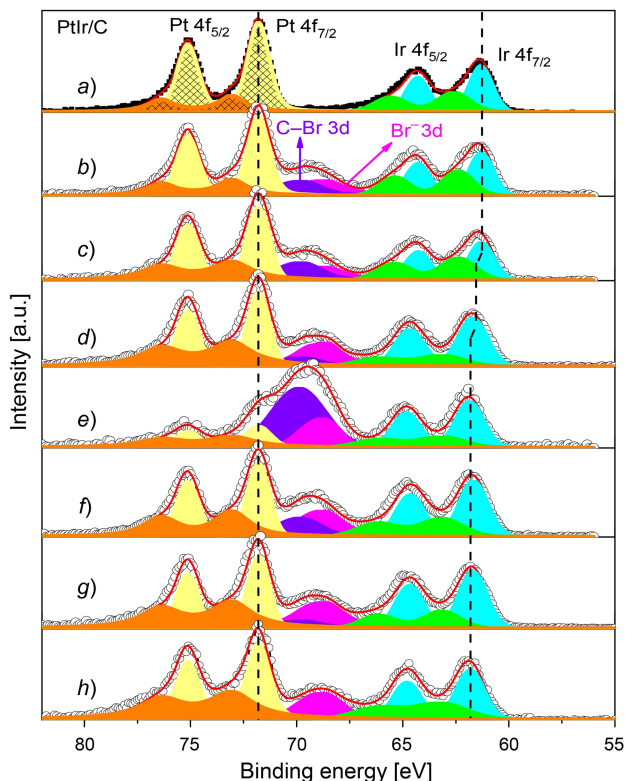 PtIr/C
Pt 4f5/2
Pt 4f7/2
Ir 4f5/2
Ir 4f7/2
a)
C–Br 3d
Br⁻ 3d
b)
c)
d)
e)
f)
g)
h)
Intensity [a.u.]
80 75 70 65 60 55
Binding energy [eV]